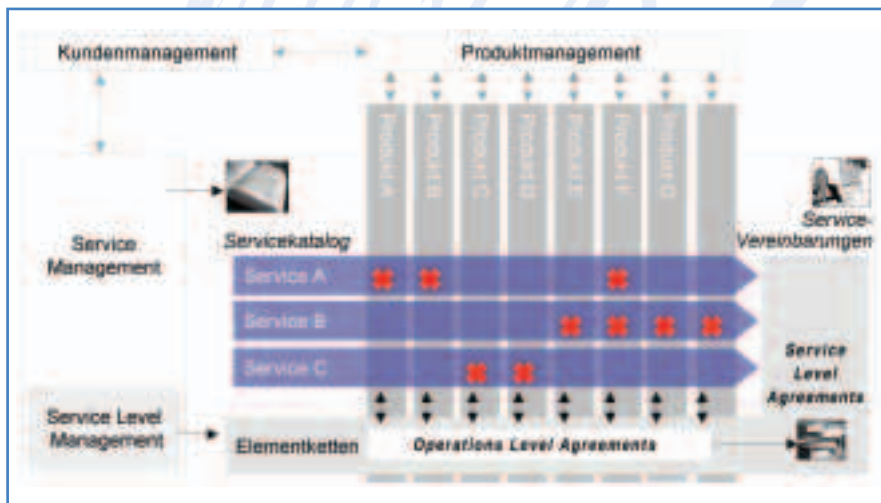 Kundenmanagement
Produktmanagement
Produkt A
Produkt B
Produkt C
Produkt D
Produkt E
Produkt F
Produkt G
Service
Management
Servicekatalog
Service-
Vereinbarungen
Service A
Service B
Service C
Service
Level
Agreements
Service Level
Management
Elementketten
Operations Level Agreements